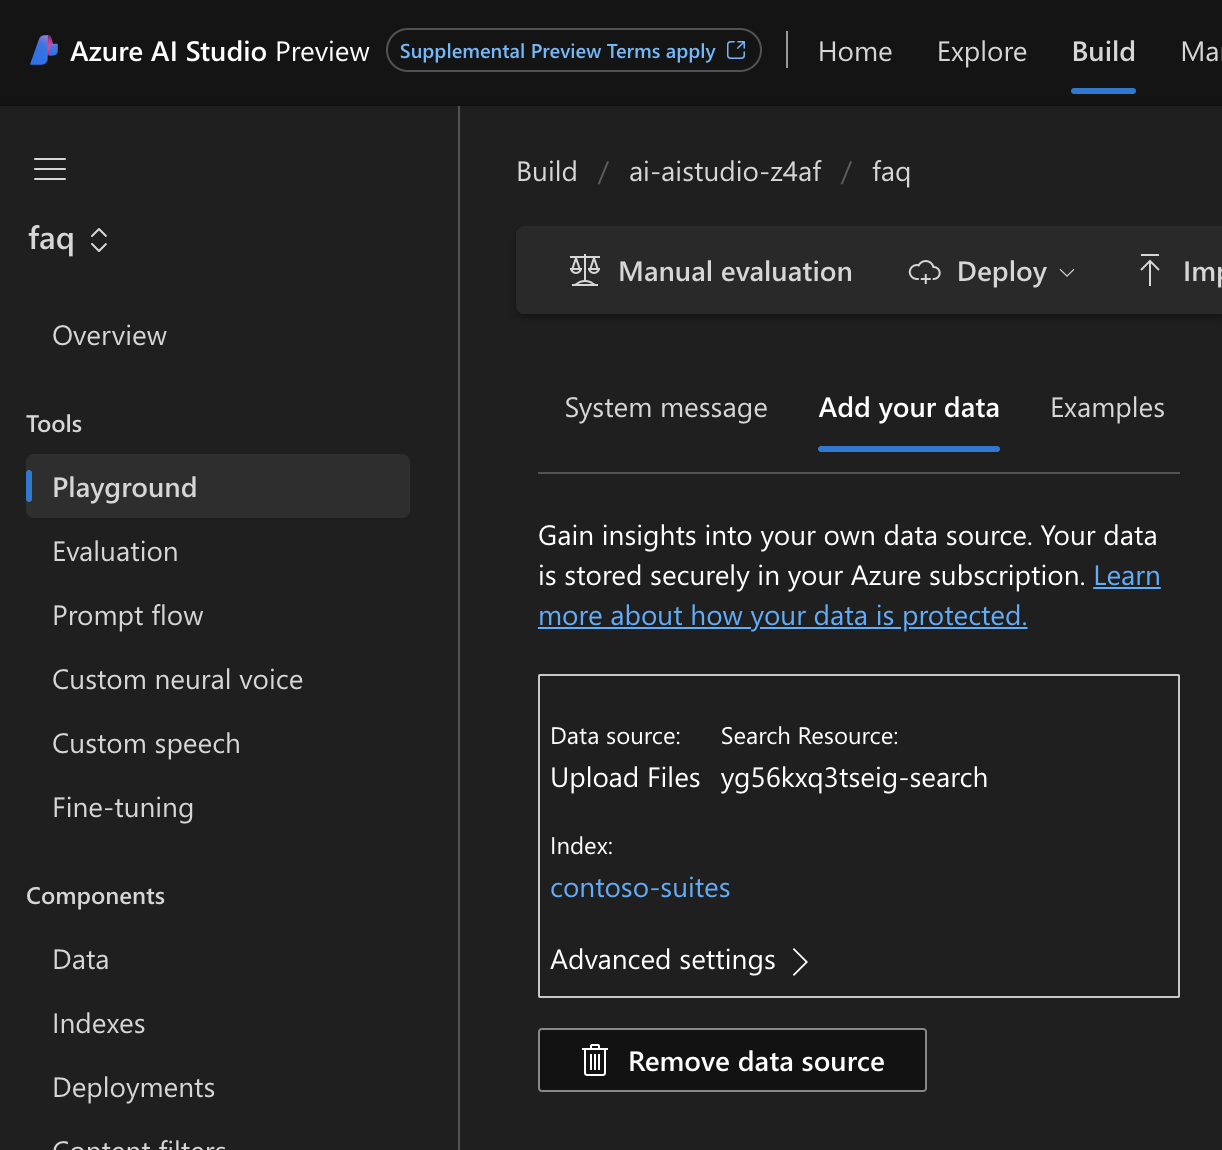 Azure AI Studio Preview
Supplemental Preview Terms apply
Home
Explore
Build
faq
Overview
Tools
Playground
Evaluation
Prompt flow
Custom neural voice
Custom speech
Fine-tuning
Components
Data
Indexes
Deployments
Content filters
Build / ai-aistudio-z4af / faq
Manual evaluation
Deploy
System message
Add your data
Examples
Gain insights into your own data source. Your data
is stored securely in your Azure subscription. Learn
more about how your data is protected.
Data source:
Upload Files
Search Resource:
yg56kxq3tseig-search
Index:
contoso-suites
Advanced settings
Remove data source